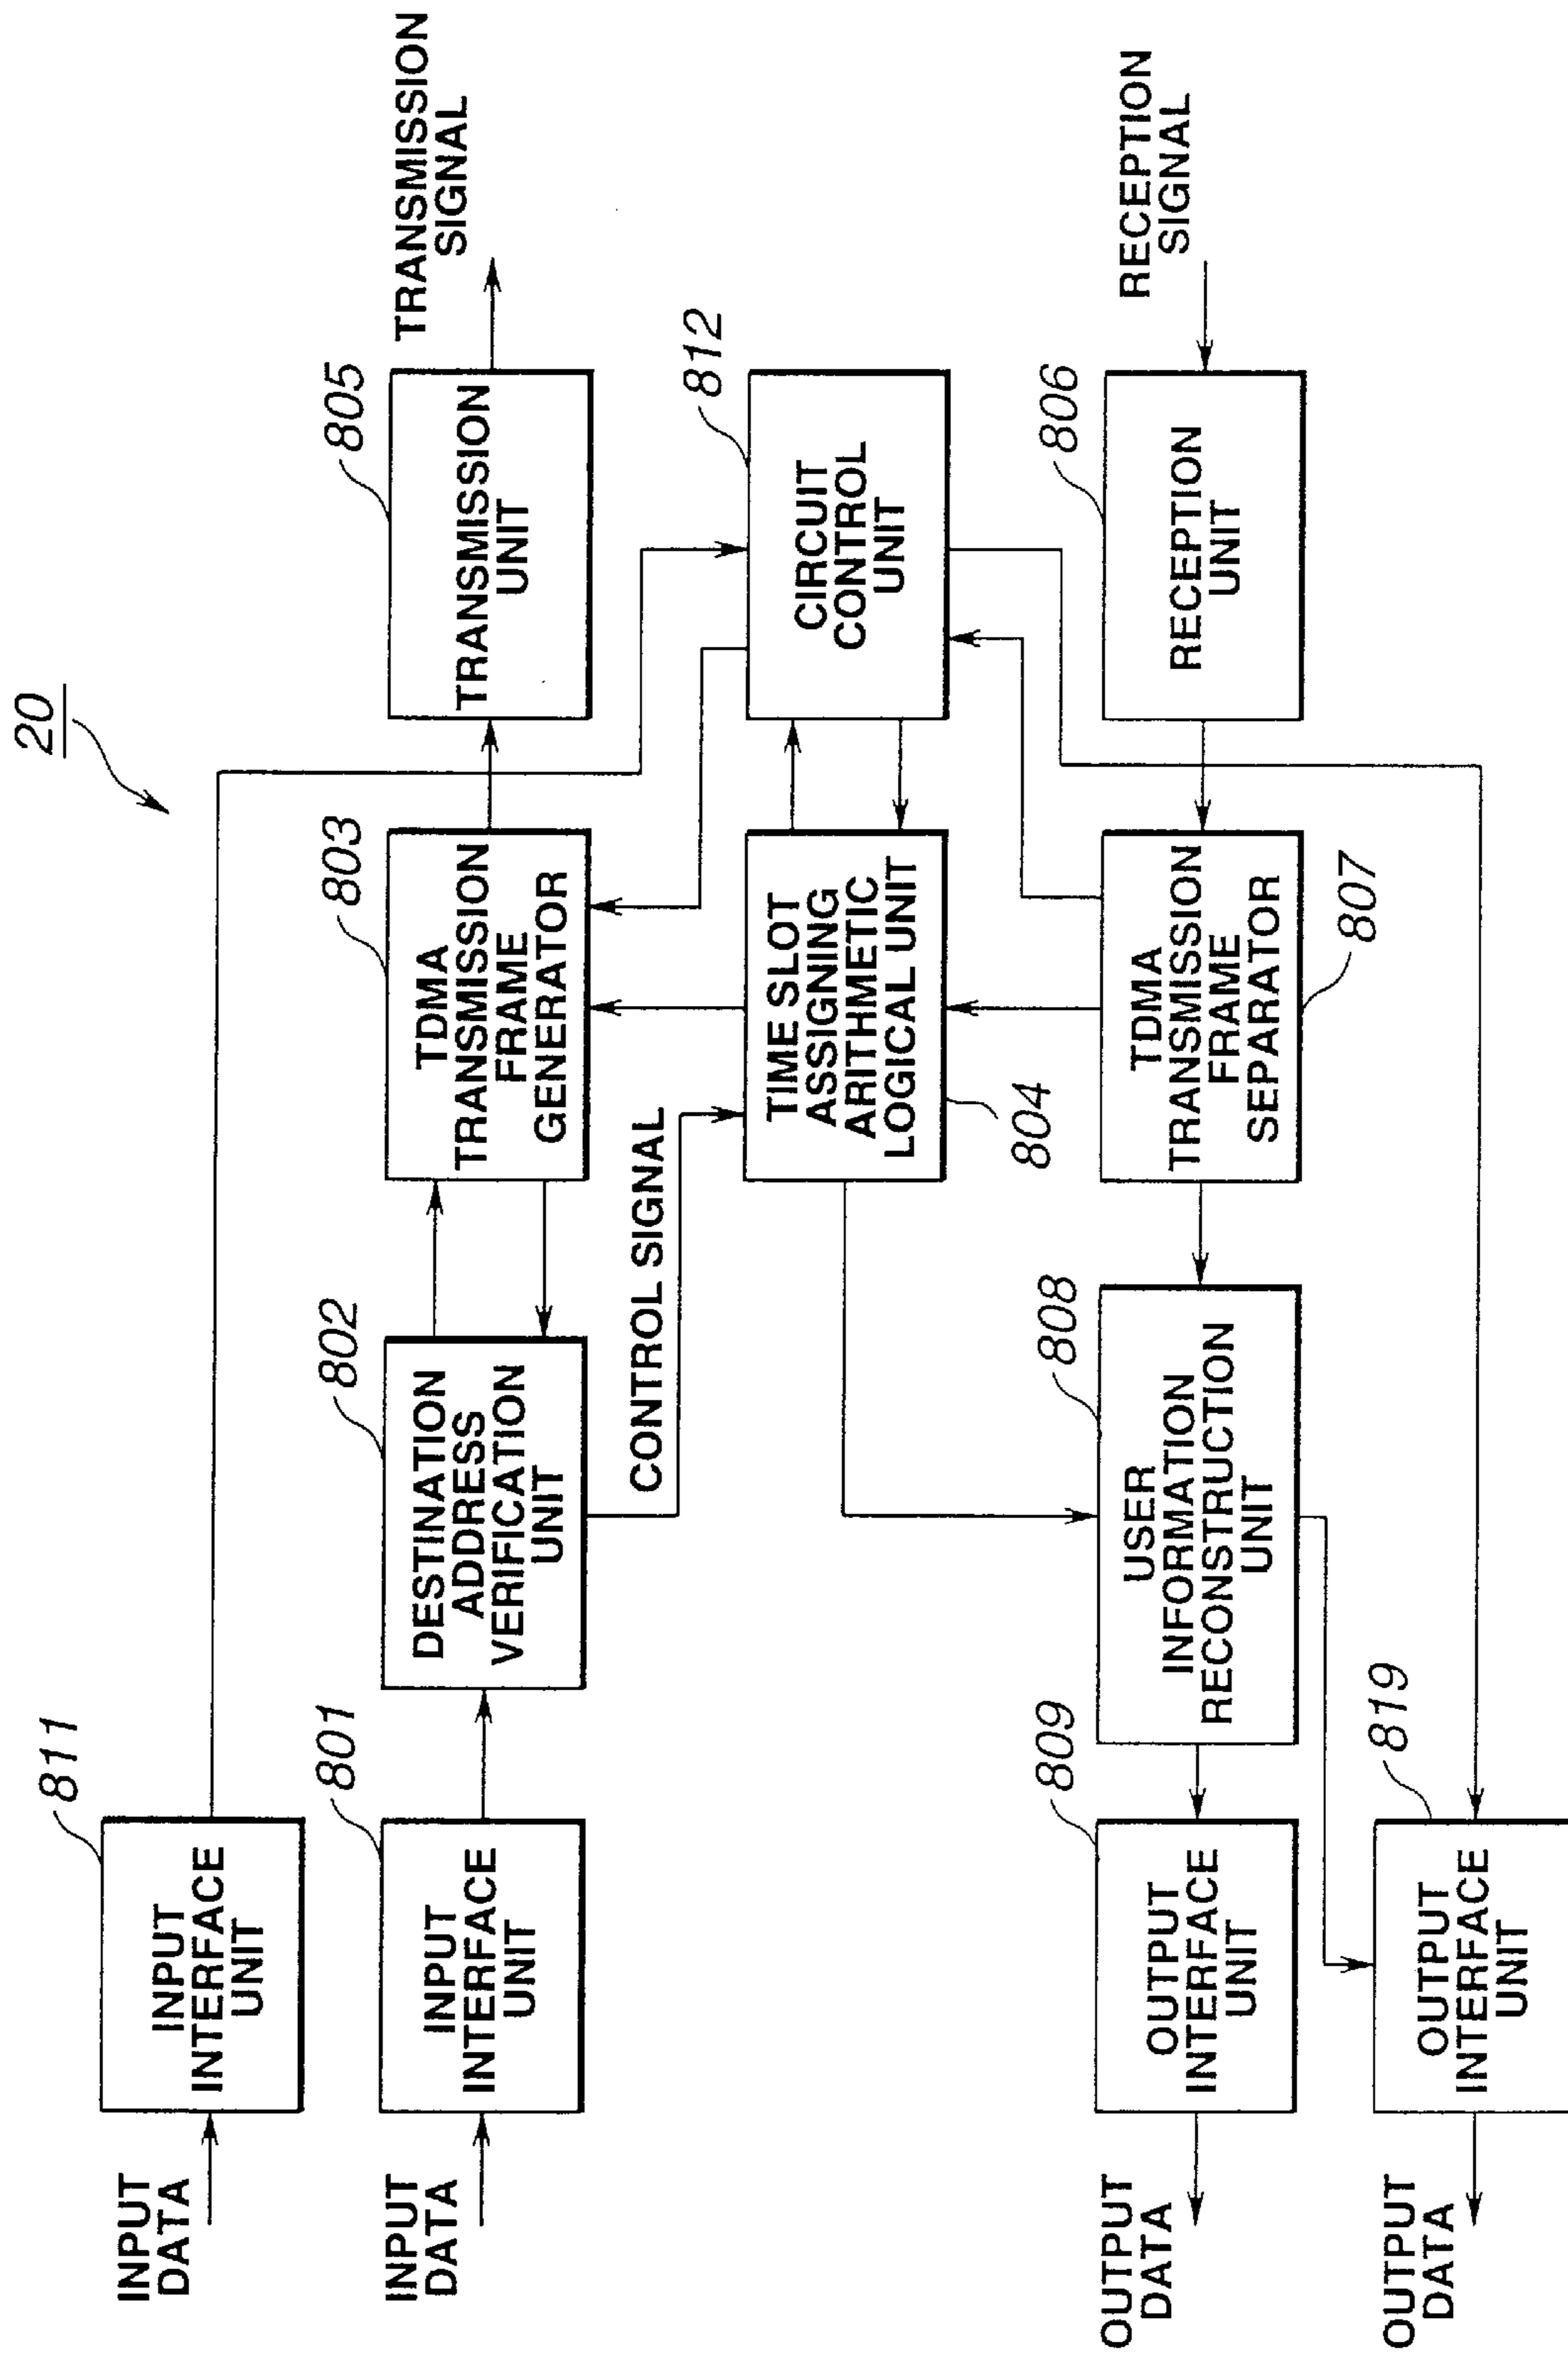 20
INPUT
DATA
811
INPUT
INTERFACE
UNIT
INPUT
DATA
801
INPUT
INTERFACE
UNIT
802
DESTINATION
ADDRESS
VERIFICATION
UNIT
803
TDMA
TRANSMISSION
FRAME
GENERATOR
805
TRANSMISSION
UNIT
TRANSMISSION
SIGNAL
CONTROL SIGNAL
TIME SLOT
ASSIGNING
ARITHMETIC
LOGICAL UNIT
804
812
CIRCUIT
CONTROL
UNIT
OUTPUT
DATA
809
OUTPUT
INTERFACE
UNIT
808
USER
INFORMATION
RECONSTRUCTION
UNIT
TDMA
TRANSMISSION
FRAME
SEPARATOR
807
806
RECEPTION
UNIT
RECEPTION
SIGNAL
OUTPUT
DATA
819
OUTPUT
INTERFACE
UNIT